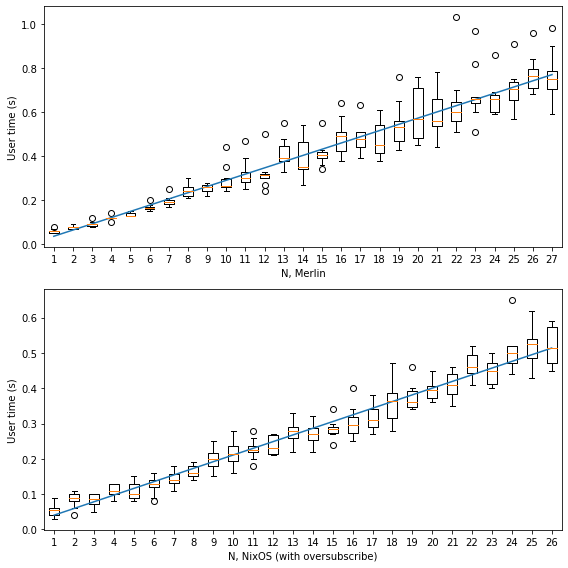 1.0
0.8
0.6
0.4
0.2
0.0
User time (s)
1 2 3 4 5 6 7 8 9 10 11 12 13 14 15 16 17 18 19 20 21 22 23 24 25 26 27
N, Merlin
0.6
0.5
0.4
0.3
0.2
0.1
0.0
User time (s)
1 2 3 4 5 6 7 8 9 10 11 12 13 14 15 16 17 18 19 20 21 22 23 24 25 26
N, NixOS (with oversubscribe)